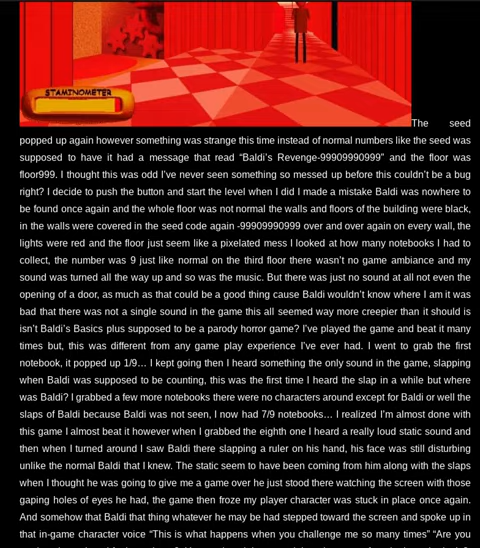 STAMINOMETER
The seed
popped up again however something was strange this time instead of normal numbers like the seed was
supposed to have it had a message that read “Baldi’s Revenge-99909990999” and the floor was
floor999. I thought this was odd I’ve never seen something so messed up before this couldn’t be a bug
right? I decide to push the button and start the level when I did I made a mistake Baldi was nowhere to
be found once again and the whole floor was not normal the walls and floors of the building were black,
in the walls were covered in the seed code again -99909990999 over and over again on every wall, the
lights were red and the floor just seem like a pixelated mess I looked at how many notebooks I had to
collect, the number was 9 just like normal on the third floor there wasn’t no game ambiance and my
sound was turned all the way up and so was the music. But there was just no sound at all not even the
opening of a door, as much as that could be a good thing cause Baldi wouldn’t know where I am it was
bad that there was not a single sound in the game this all seemed way more creepier than it should is
isn’t Baldi’s Basics plus supposed to be a parody horror game? I’ve played the game and beat it many
times but, this was different from any game play experience I’ve ever had. I went to grab the first
notebook, it popped up 1/9… I kept going then I heard something the only sound in the game, slapping
when Baldi was supposed to be counting, this was the first time I heard the slap in a while but where
was Baldi? I grabbed a few more notebooks there were no characters around except for Baldi or well the
slaps of Baldi because Baldi was not seen, I now had 7/9 notebooks… I realized I’m almost done with
this game I almost beat it however when I grabbed the eighth one I heard a really loud static sound and
then when I turned around I saw Baldi there slapping a ruler on his hand, his face was still disturbing
unlike the normal Baldi that I knew. The static seem to have been coming from him along with the slaps
when I thought he was going to give me a game over he just stood there watching the screen with those
gaping holes of eyes he had, the game then froze my player character was stuck in place once again.
And somehow that Baldi that thing whatever he may be had stepped toward the screen and spoke up in
that in-game character voice “This is what happens when you challenge me so many times” “Are you